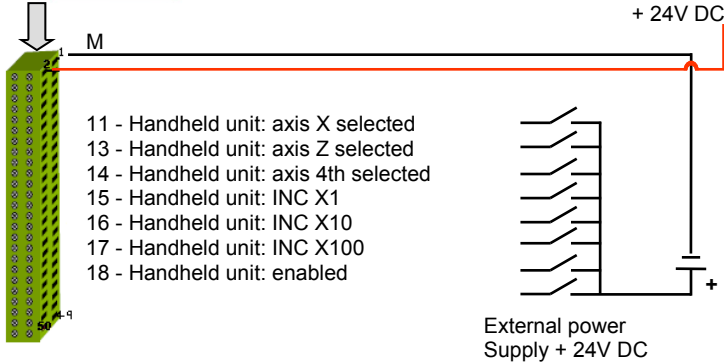 + 24V DC
1
M
2
11 - Handheld unit: axis X selected
13 - Handheld unit: axis Z selected
14 - Handheld unit: axis 4th selected
15 - Handheld unit: INC X1
16 - Handheld unit: INC X10
17 - Handheld unit: INC X100
18 - Handheld unit: enabled
+
49
50
External power
Supply + 24V DC